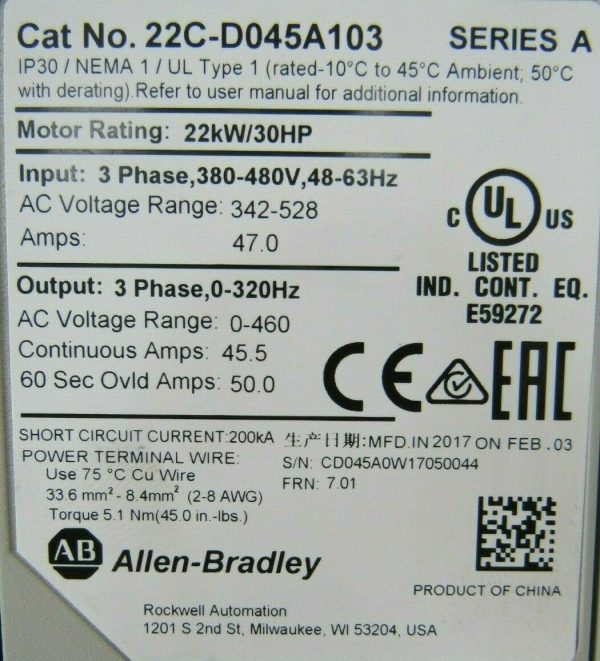 Cat No. 22C-D045A103 SERIES A
IP30 / NEMA 1 / UL Type 1 (rated-10°C to 45°C Ambient; 50°C
with derating).Refer to user manual for additional information.
Motor Rating: 22kW/30HP
Input: 3 Phase,380-480V,48-63Hz
AC Voltage Range: 342-528
Amps: 47.0
C UL US
LISTED
IND. CONT. EQ.
E59272
Output: 3 Phase,0-320Hz
AC Voltage Range: 0-460
Continuous Amps: 45.5
60 Sec Ovld Amps: 50.0
CE EAC
SHORT CIRCUIT CURRENT:200kA 生产日期:MFD.IN 2017 ON FEB .03
POWER TERMINAL WIRE:
Use 75 °C Cu Wire
33.6 mm² - 8.4mm² (2-8 AWG)
Torque 5.1 Nm(45.0 in.-lbs.)
S/N: CD045A0W17050044
FRN: 7.01
AB Allen-Bradley
PRODUCT OF CHINA
Rockwell Automation
1201 S 2nd St, Milwaukee, WI 53204, USA